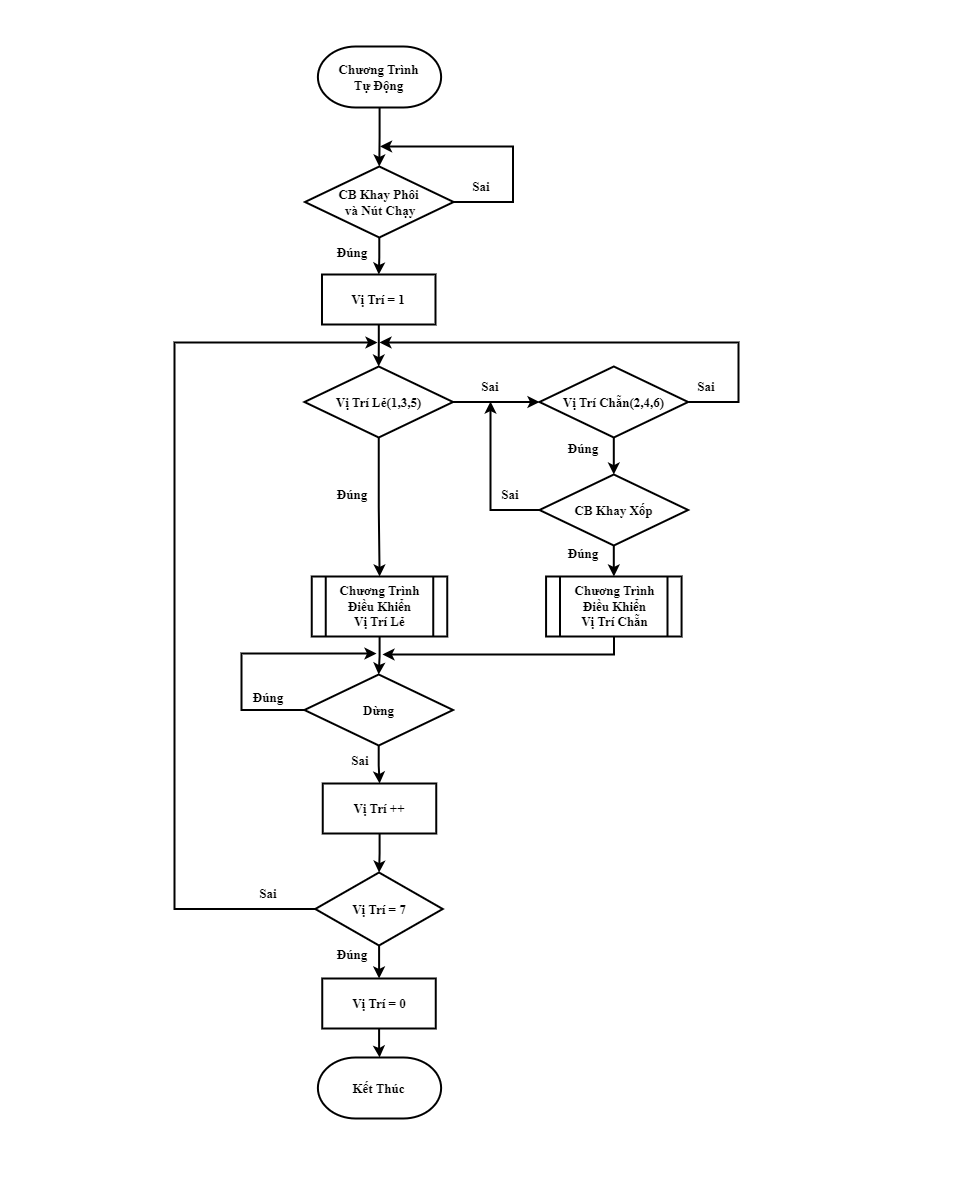 Chương Trình
Tự Động
CB Khay Phôi
và Nút Chạy
Sai
Đúng
Vị Trí = 1
Vị Trí Lẻ(1,3,5)
Sai
Vị Trí Chẵn(2,4,6)
Sai
Đúng
Đúng
Sai
CB Khay Xốp
Đúng
Chương Trình
Điều Khiển
Vị Trí Lẻ
Chương Trình
Điều Khiển
Vị Trí Chẵn
Đúng
Dừng
Sai
Vị Trí ++
Sai
Vị Trí = 7
Đúng
Vị Trí = 0
Kết Thúc